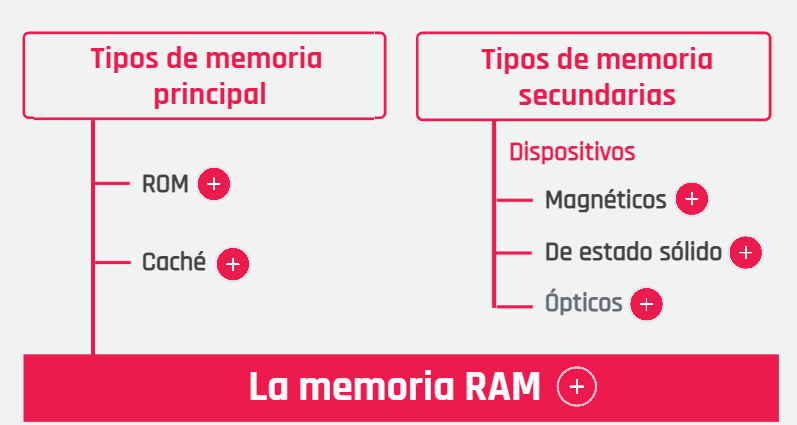 Tipos de memoria
principal
ROM +
Caché +
Tipos de memoria
secundarias
Dispositivos
Magnéticos +
De estado sólido +
Ópticos +
La memoria RAM +